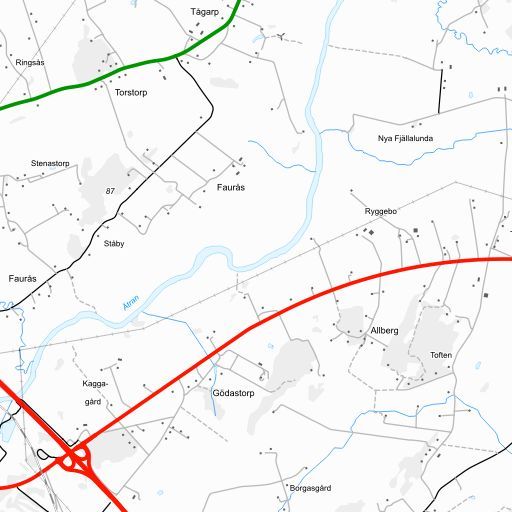 Tågarp
Ringsås
Torstorp
Nya Fjällalunda
Stenastorp
87
Faurås
Ryggebo
Ståby
Faurås
Ätran
Allberg
Toften
Kagga-
gård
Gödastorp
Borgasgård